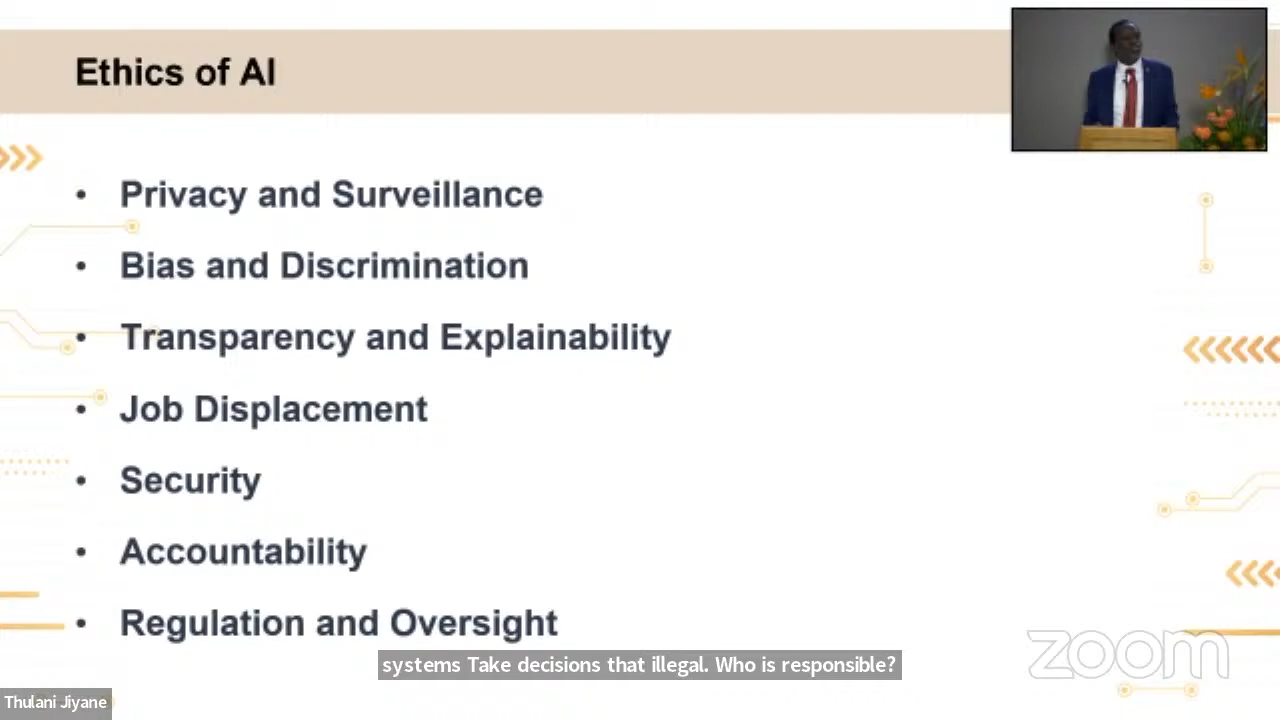 Ethics of AI
• Privacy and Surveillance
• Bias and Discrimination
• Transparency and Explainability
• Job Displacement
• Security
• Accountability
• Regulation and Oversight
systems Take decisions that illegal. Who is responsible?
zoom
Thulani Jiyane